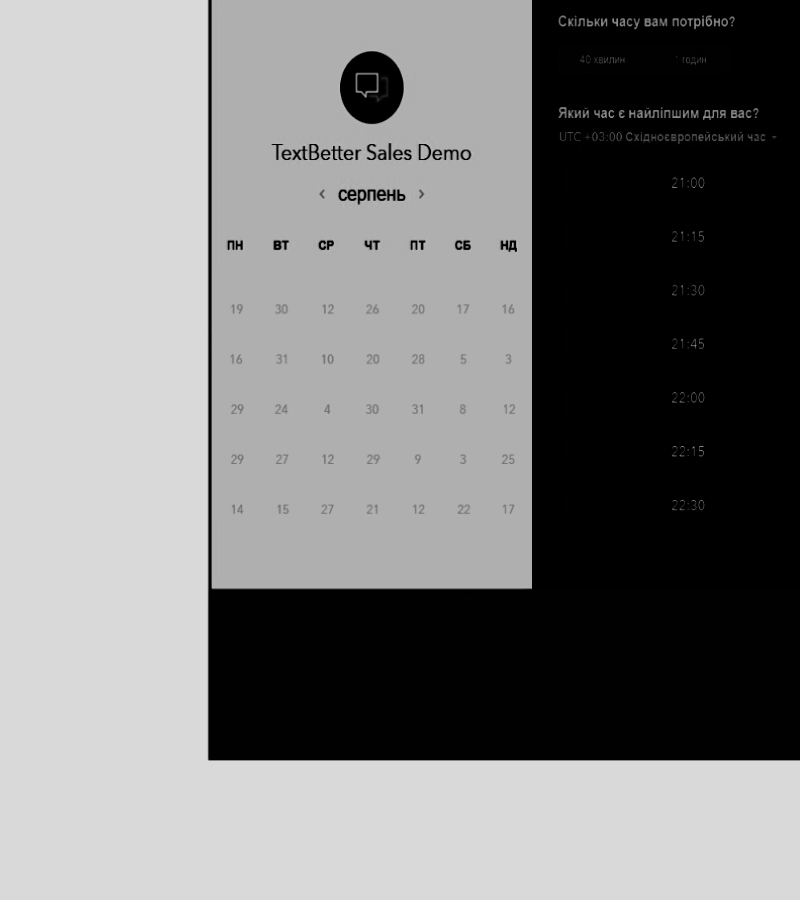 TextBetter Sales Demo
‹ серпень ›
ПН ВТ СР ЧТ ПТ СБ НД
19 30 12 26 20 17 16
16 31 10 20 28 5 3
29 24 4 30 31 8 12
29 27 12 29 9 3 25
14 15 27 21 12 22 17
Скільки часу вам потрібно?
40 хвилин годин
Який час є найліпшим для вас?
UTC +03:00 Східноєвропейський час
21:00
21:15
21:30
21:45
22:00
22:15
22:30